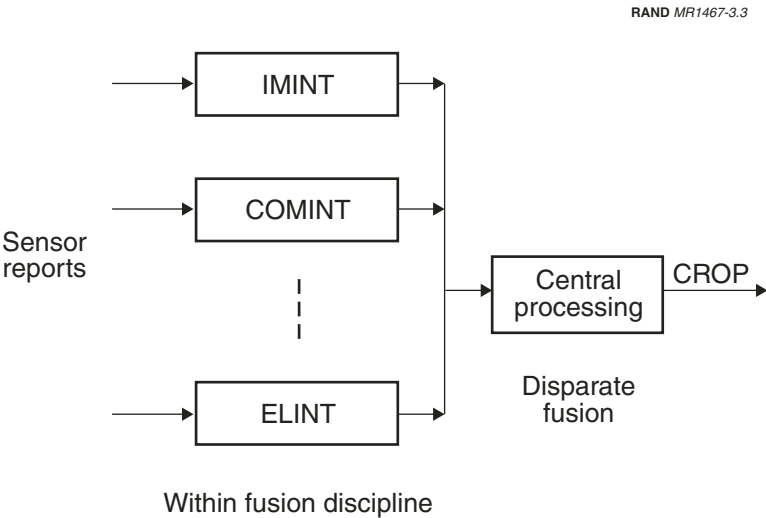 RAND MR1467-3.3
IMINT
COMINT
Sensor
reports
Central
processing
CROP
ELINT
Disparate
fusion
Within fusion discipline